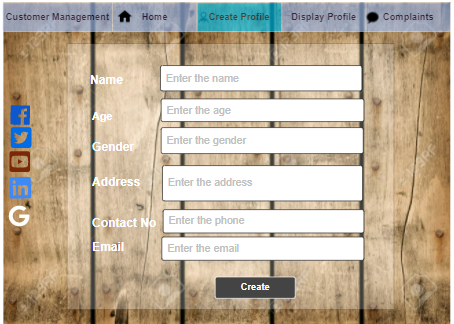 Customer Management Home Create Profile Display Profile Complaints
Name Enter the name
Age Enter the age
Gender Enter the gender
Address Enter the address
Contact No Enter the phone
Email Enter the email
Create